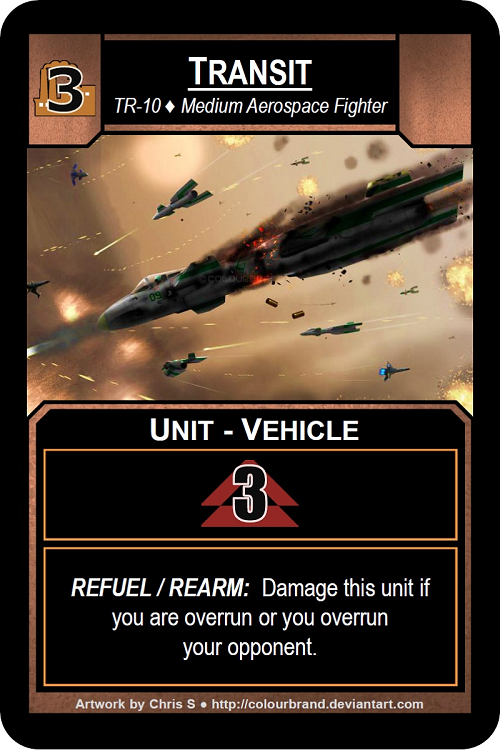 3
TRANSIT
TR-10 ♦ Medium Aerospace Fighter
09
UNIT - VEHICLE
3
REFUEL / REARM: Damage this unit if
you are overrun or you overrun
your opponent.
Artwork by Chris S ● http://colourbrand.deviantart.com